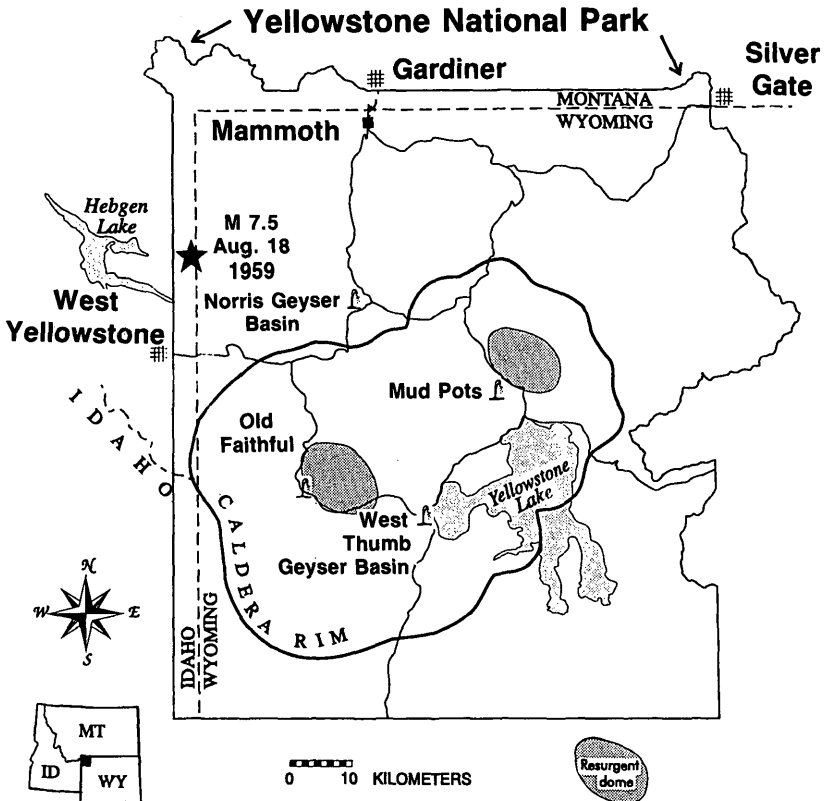 Yellowstone National Park
Gardiner
Silver
Gate
MONTANA
WYOMING
Mammoth
Hebgen
Lake
M 7.5
Aug. 18
1959
Norris Geyser
Basin
West
Yellowstone
Mud Pots
IDAHO
Old
Faithful
Yellowstone
Lake
West
Thumb
Geyser Basin
CALDERA RIM
N
W E
S
IDAHO
WYOMING
MT
ID
WY
0 10 KILOMETERS
Resurgent
dome